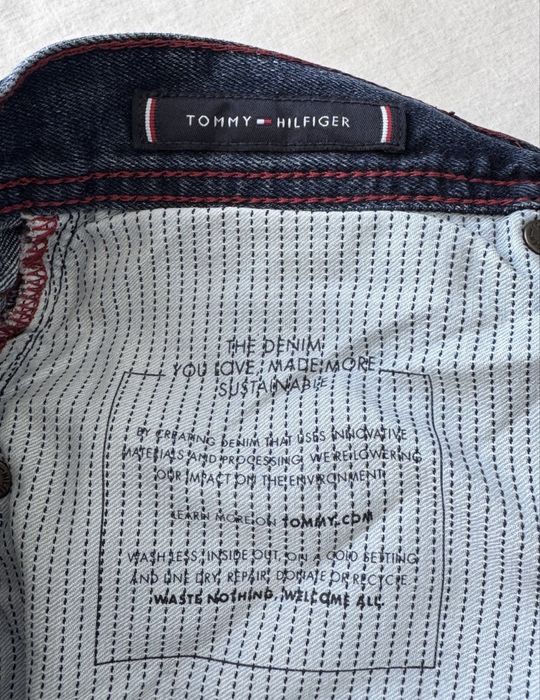 TOMMY HILFIGER
THE DENIM
YOU LOVE, MADE MORE
SUSTAINABLE
BY CREATING DENIM THAT USES INNOVATIVE
MATERIALS AND PROCESSING, WE'RE LOWERING
OUR IMPACT ON THE ENVIRONMENT
LEARN MORE ON TOMMY.COM
WASH LESS, INSIDE OUT, ON A COLD SETTING
AND LINE DRY, REPAIR, DONATE OR RECYCLE
WASTE NOTHING, WELCOME ALL.